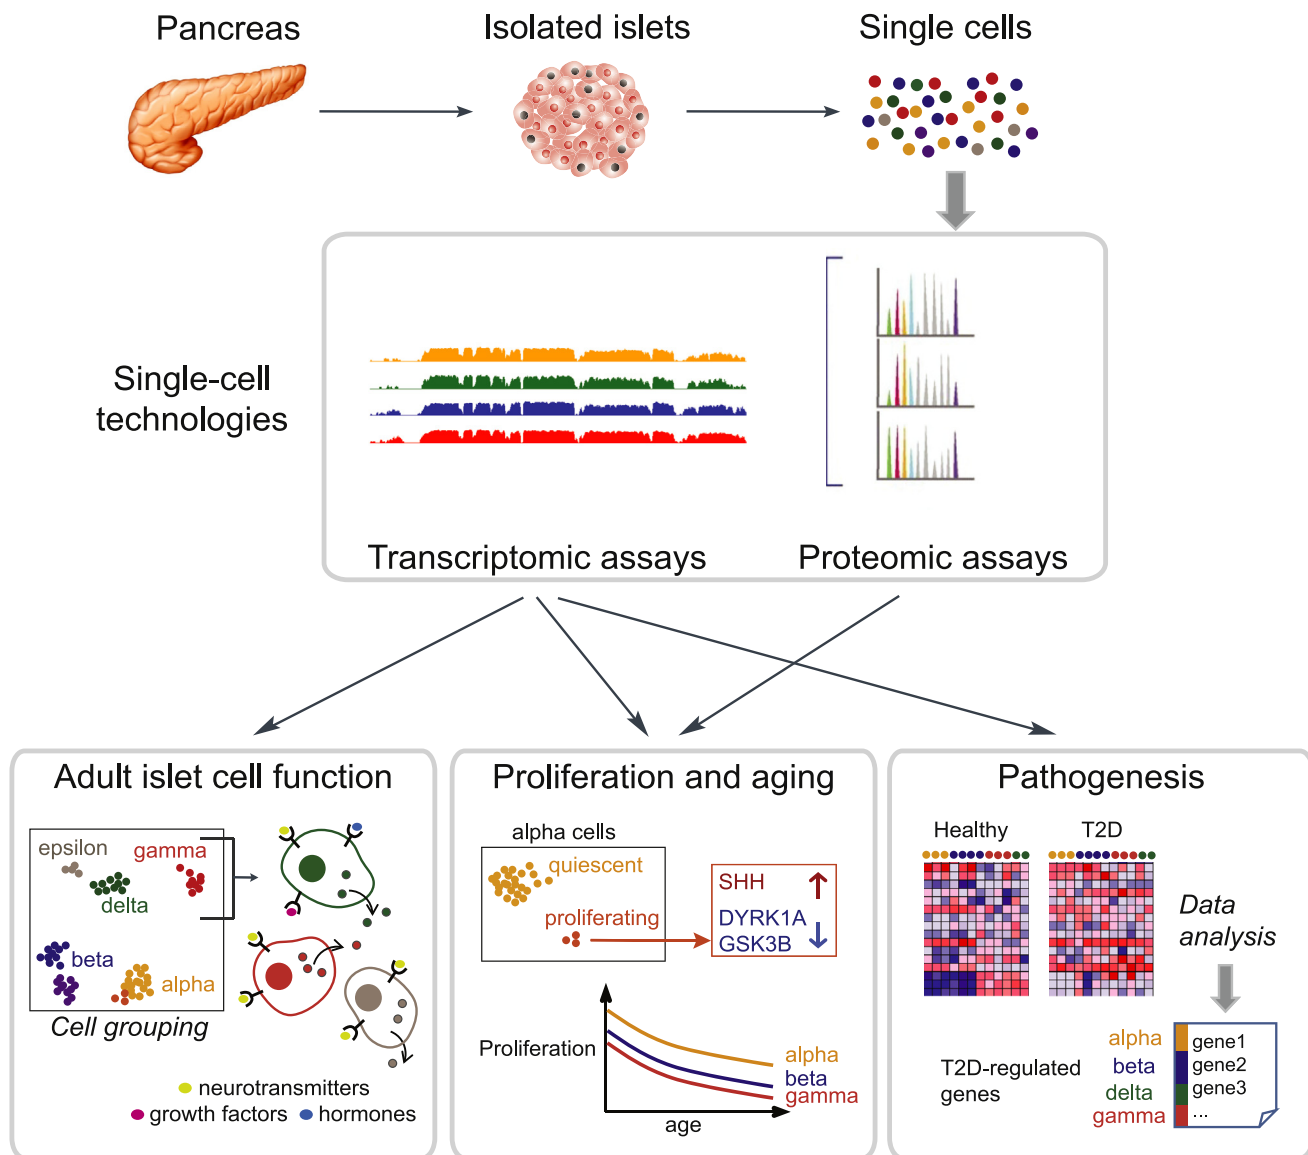 Pancreas
Isolated islets
Single cells
Single-cell
technologies
Transcriptomic assays
Proteomic assays
Adult islet cell function
epsilon
gamma
delta
beta
alpha
Cell grouping
neurotransmitters
growth factors
hormones
Proliferation and aging
alpha cells
quiescent
proliferating
SHH
DYRK1A
GSK3B
Proliferation
alpha
beta
gamma
age
Pathogenesis
Healthy
T2D
Data
analysis
T2D-regulated
genes
alpha
beta
delta
gamma
gene1
gene2
gene3
...